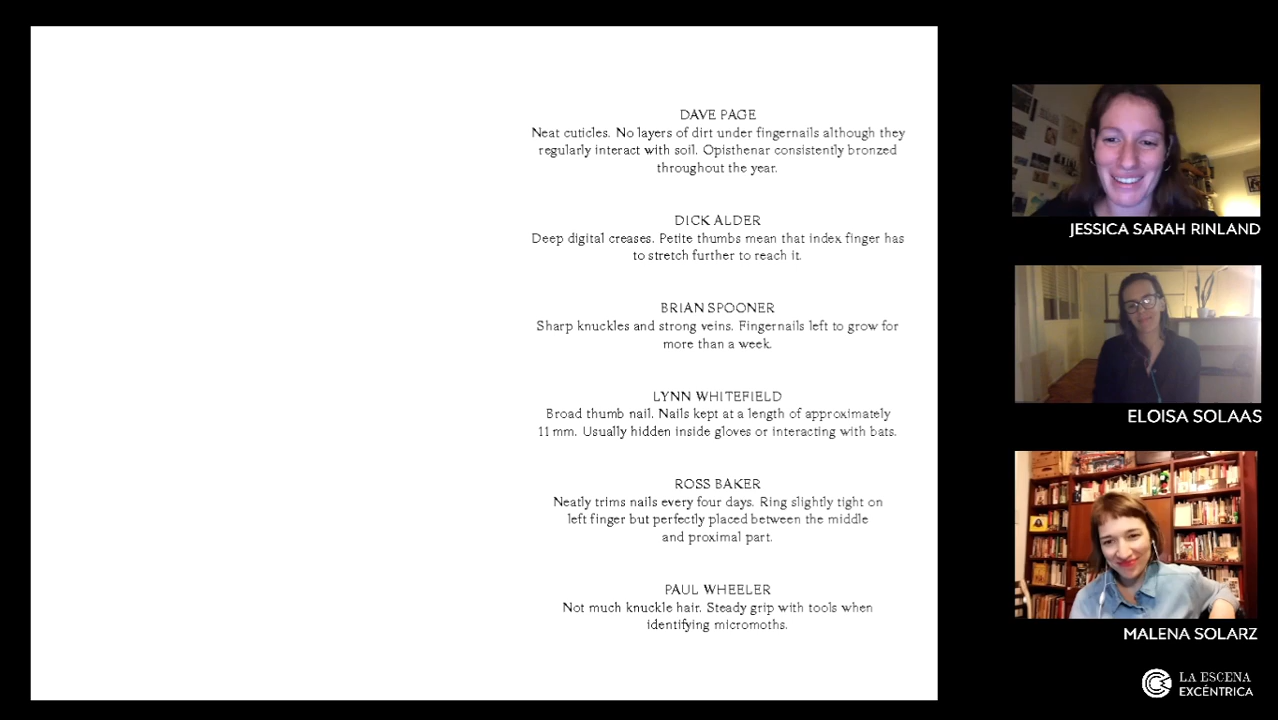 DAVE PAGE
Neat cuticles. No layers of dirt under fingernails although they
regularly interact with soil. Opisthenar consistently bronzed
throughout the year.
DICK ALDER
Deep digital creases. Petite thumbs mean that index finger has
to stretch further to reach it.
BRIAN SPOONER
Sharp knuckles and strong veins. Fingernails left to grow for
more than a week.
LYNN WHITEFIELD
Broad thumb nail. Nails kept at a length of approximately
11 mm. Usually hidden inside gloves or interacting with bats.
ROSS BAKER
Neatly trims nails every four days. Ring slightly tight on
left finger but perfectly placed between the middle
and proximal part.
PAUL WHEELER
Not much knuckle hair. Steady grip with tools when
identifying micromoths.
JESSICA SARAH RINLAND
ELOISA SOLAAS
MALENA SOLARZ
LA ESCENA
EXCÉNTRICA